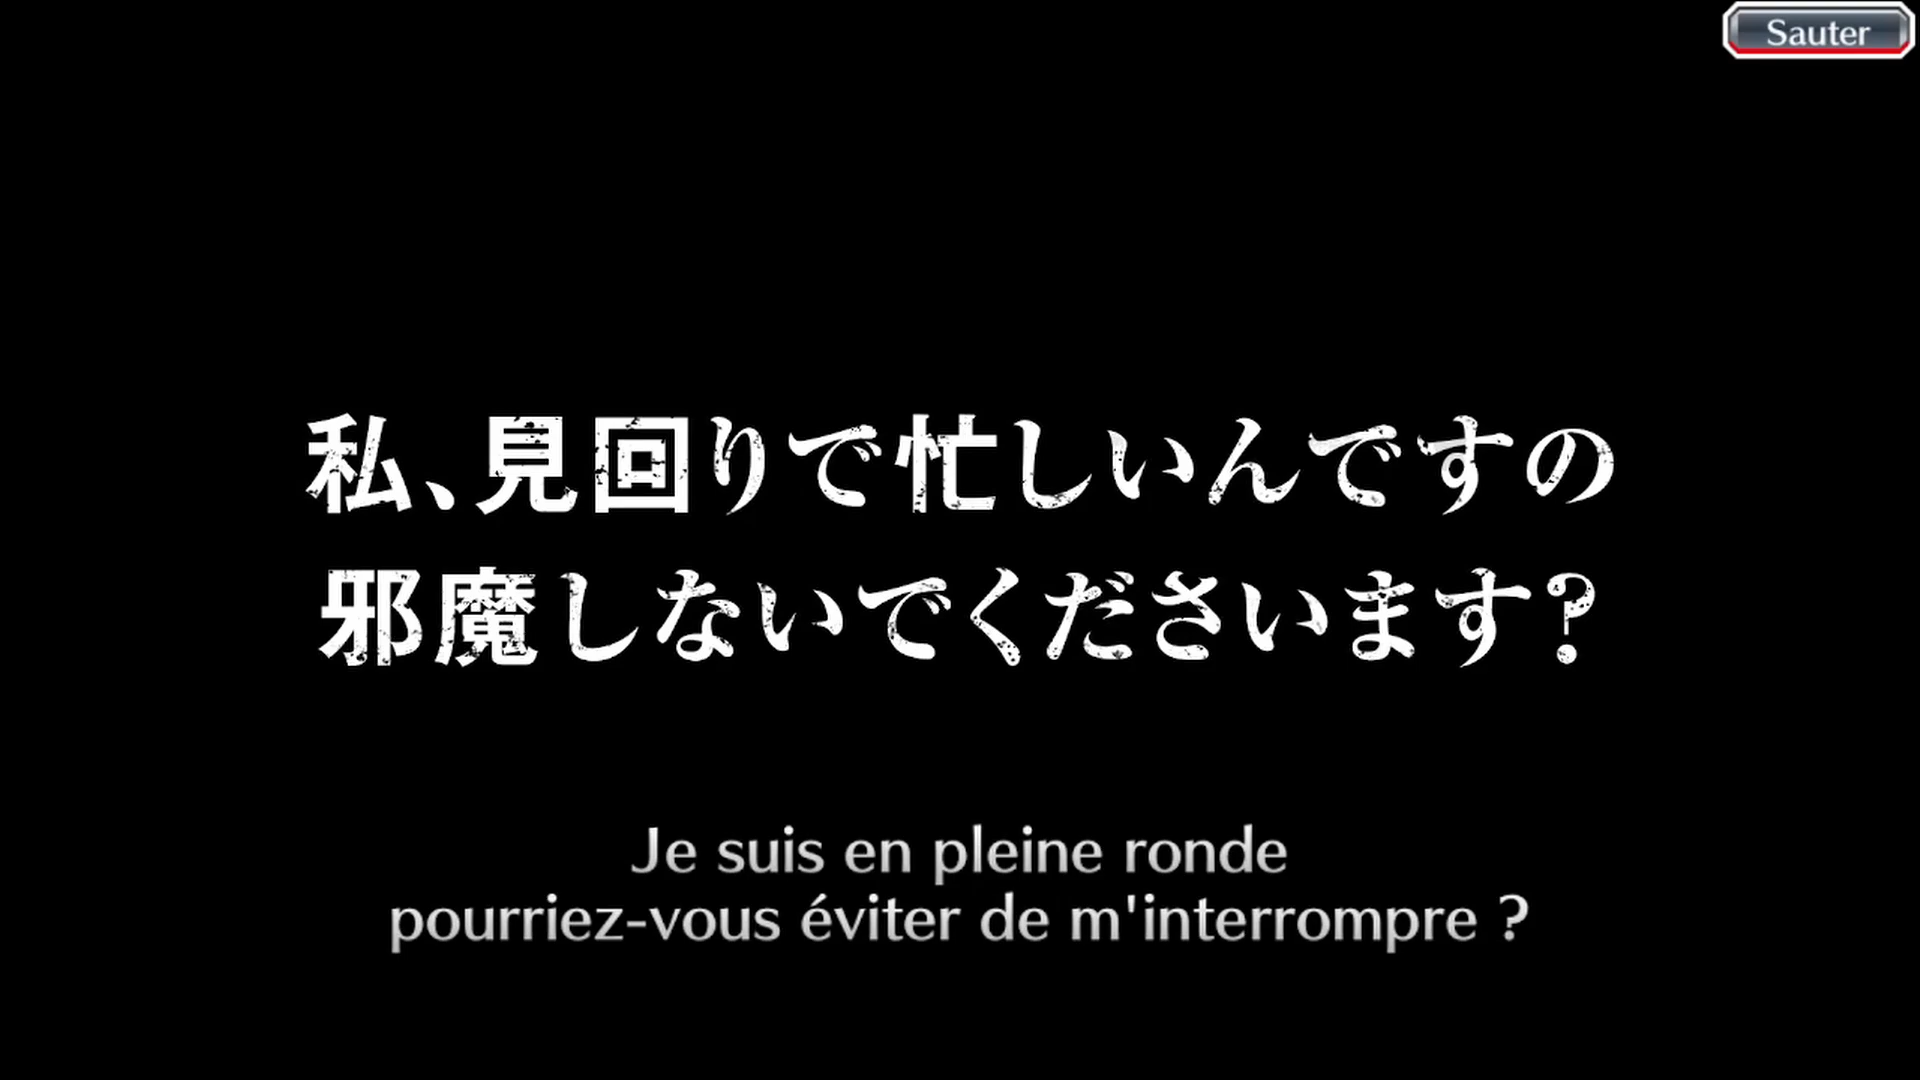 Sauter
私、見回りで忙しいんですの
邪魔しないでくださいます？
Je suis en pleine ronde
pourriez-vous éviter de m'interrompre ?